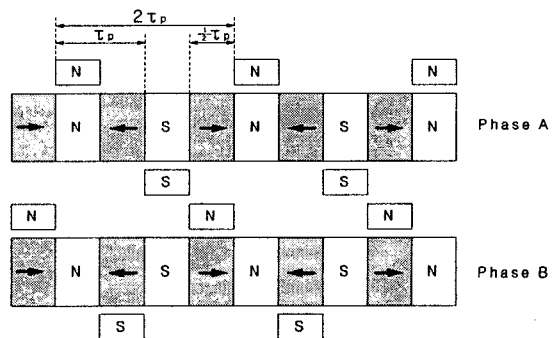 2τp
τp
½τp
N N N
N S N S N
Phase A
S S
N N N
N S N S N
Phase B
S S